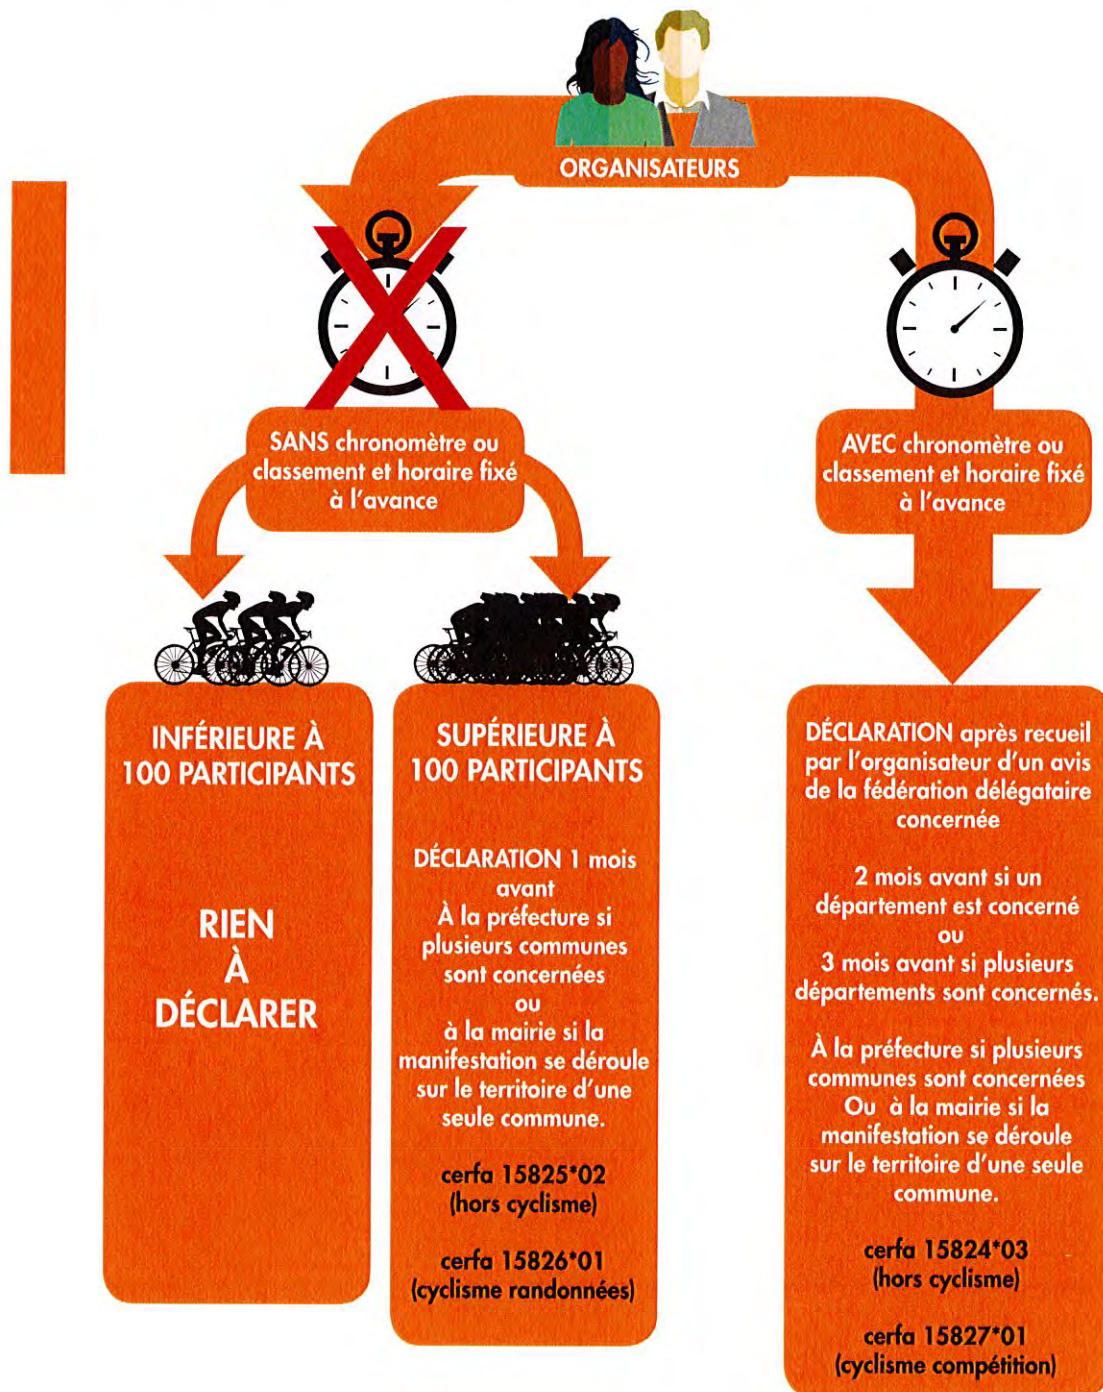 ORGANISATEURS
SANS chronomètre ou
classement et horaire fixé
à l'avance
AVEC chronomètre ou
classement et horaire fixé
à l'avance
INFÉRIEURE À
100 PARTICIPANTS
RIEN
À
DÉCLARER
SUPÉRIEURE À
100 PARTICIPANTS
DÉCLARATION 1 mois
avant
À la préfecture si
plusieurs communes
sont concernées
ou
à la mairie si la
manifestation se déroule
sur le territoire d'une
seule commune.
cerfa 15825*02
(hors cyclisme)
cerfa 15826*01
(cyclisme randonnées)
DÉCLARATION après recueil
par l'organisateur d'un avis
de la fédération délégataire
concernée
2 mois avant si un
département est concerné
ou
3 mois avant si plusieurs
départements sont concernés.
À la préfecture si plusieurs
communes sont concernées
Ou à la mairie si la
manifestation se déroule
sur le territoire d'une seule
commune.
cerfa 15824*03
(hors cyclisme)
cerfa 15827*01
(cyclisme compétition)